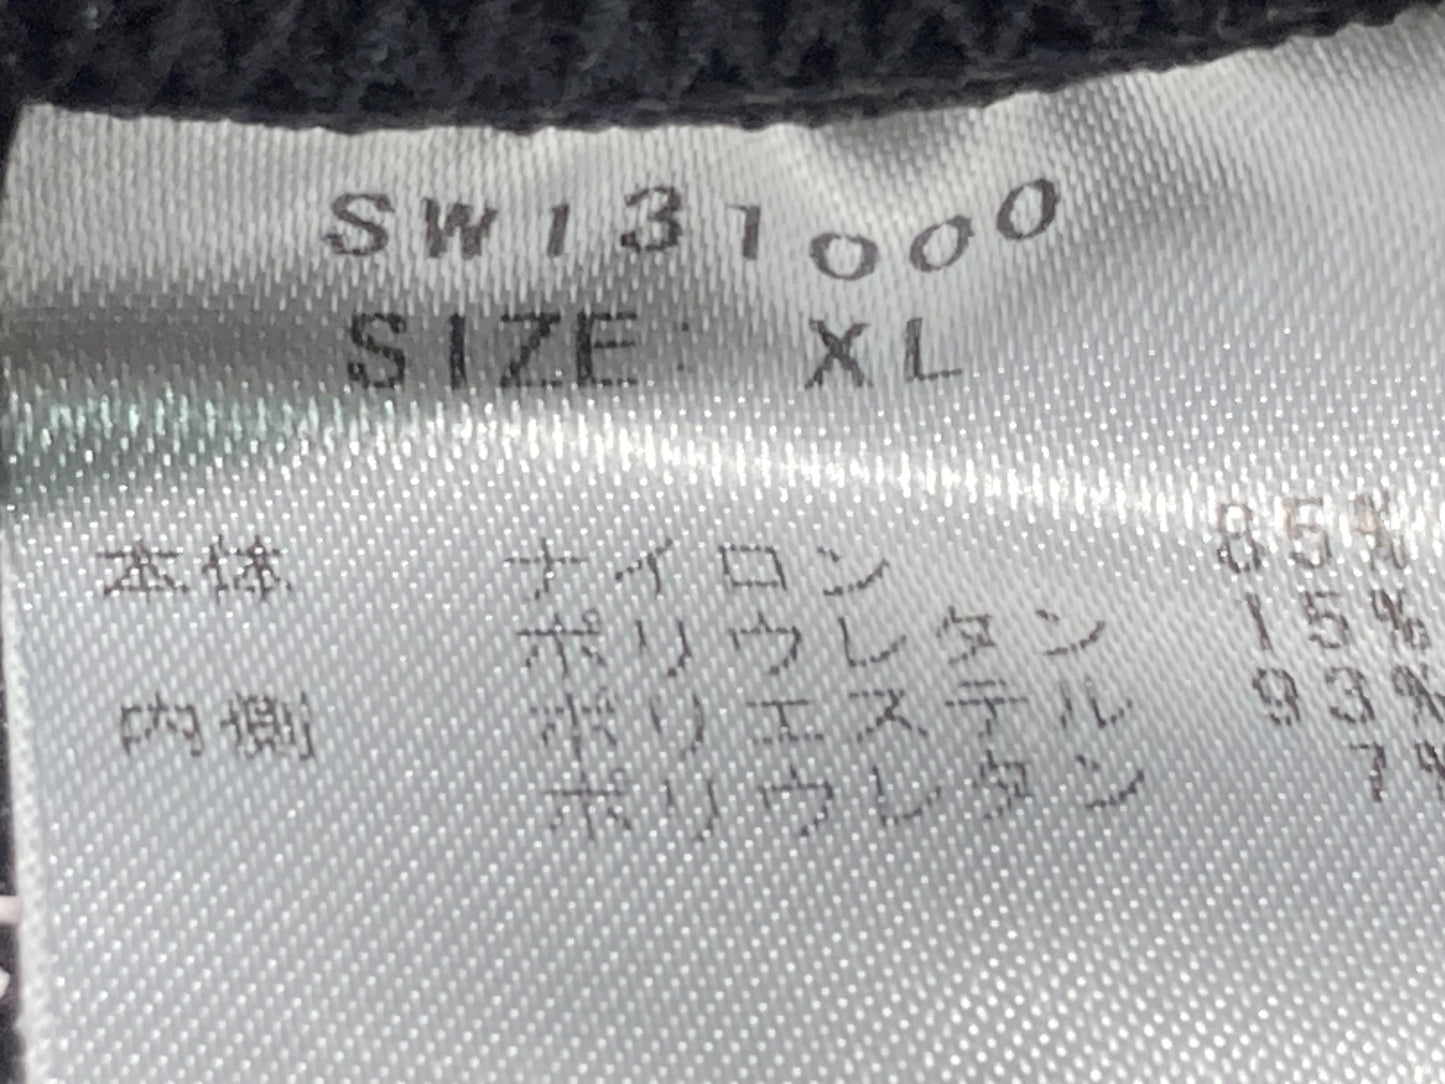 SW131000
SIZE: XL
本体 ナイロン 85%
ポリウレタン 15%
内側 ポリエステル 93%
ポリウレタン 7%